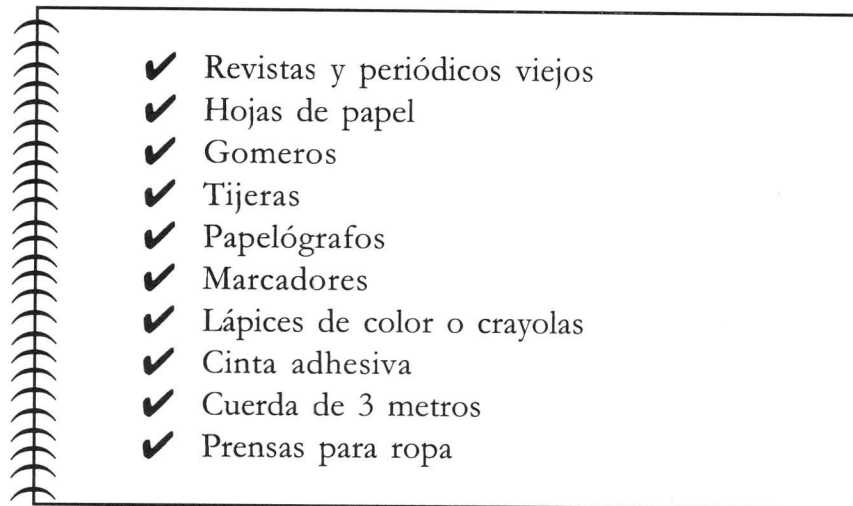 ✔ Revistas y periódicos viejos
✔ Hojas de papel
✔ Gomeros
✔ Tijeras
✔ Papelógrafos
✔ Marcadores
✔ Lápices de color o crayolas
✔ Cinta adhesiva
✔ Cuerda de 3 metros
✔ Prensas para ropa